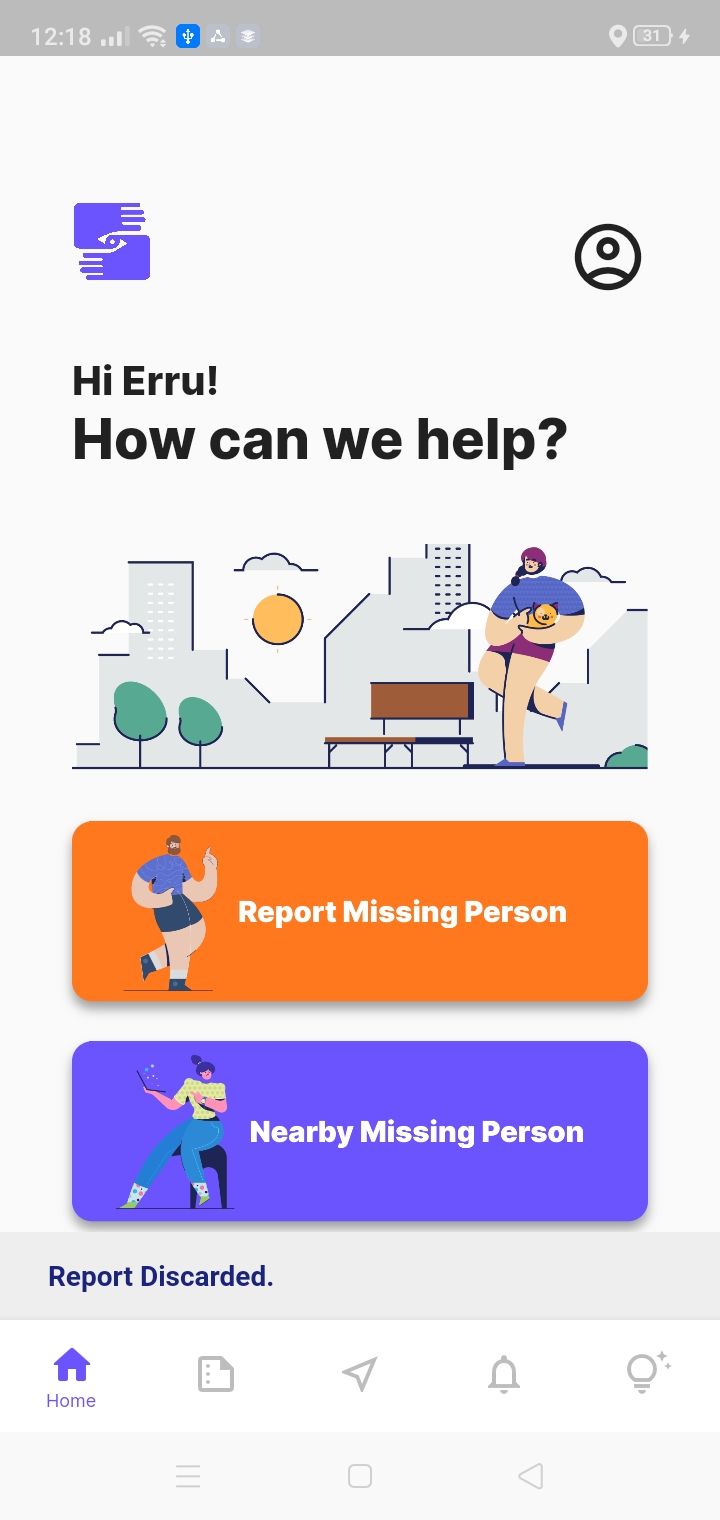 12:18
31
Hi Erru!
How can we help?
Report Missing Person
Nearby Missing Person
Report Discarded.
Home